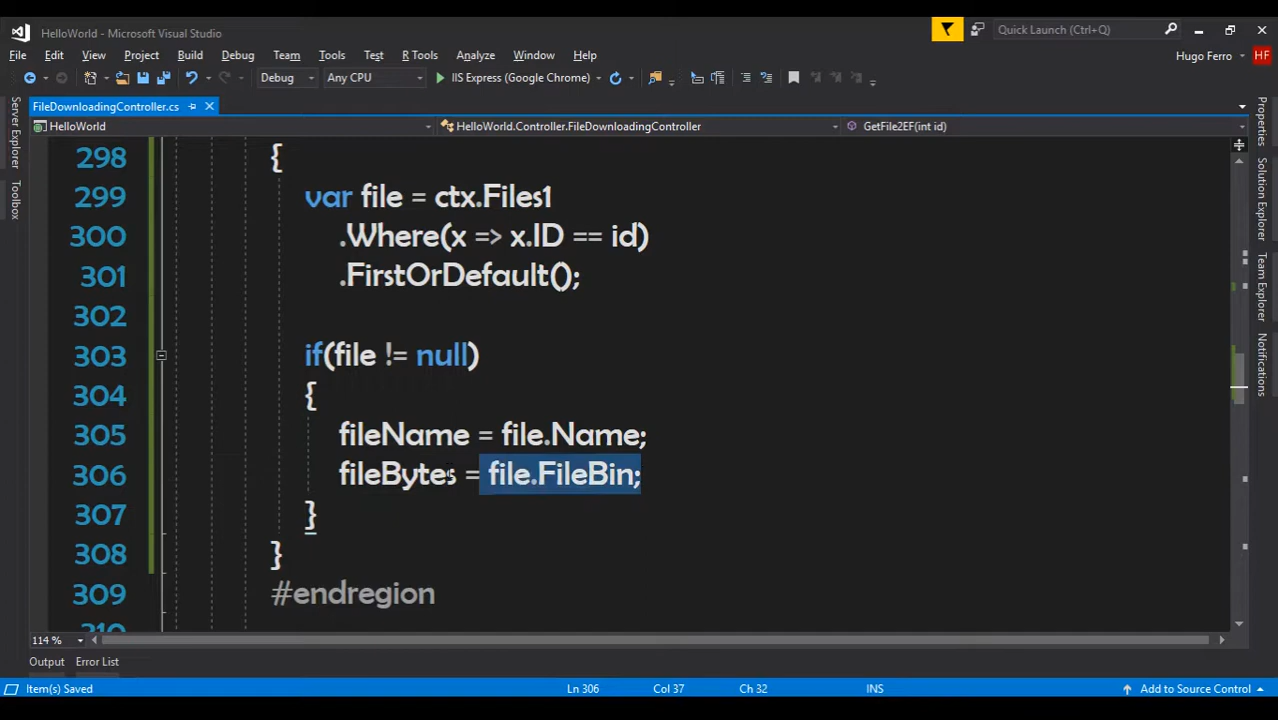 HelloWorld - Microsoft Visual Studio
Quick Launch (Ctrl+Q)
File Edit View Project Build Debug Team Tools Test R Tools Analyze Window Help
Hugo Ferro HF
Debug Any CPU IIS Express (Google Chrome)
FileDownloadingController.cs
HelloWorld HelloWorld.Controller.FileDownloadingController GetFile2EF(int id)
Server Explorer
Toolbox
298 {
299 var file = ctx.Files1
300 .Where(x => x.ID == id)
301 .FirstOrDefault();
302
303 if(file != null)
304 {
305 fileName = file.Name;
306 fileBytes = file.FileBin;
307 }
308 }
309 #endregion
310
Properties
Solution Explorer
Team Explorer
Notifications
114 %
Output Error List
Item(s) Saved Ln 306 Col 37 Ch 32 INS Add to Source Control